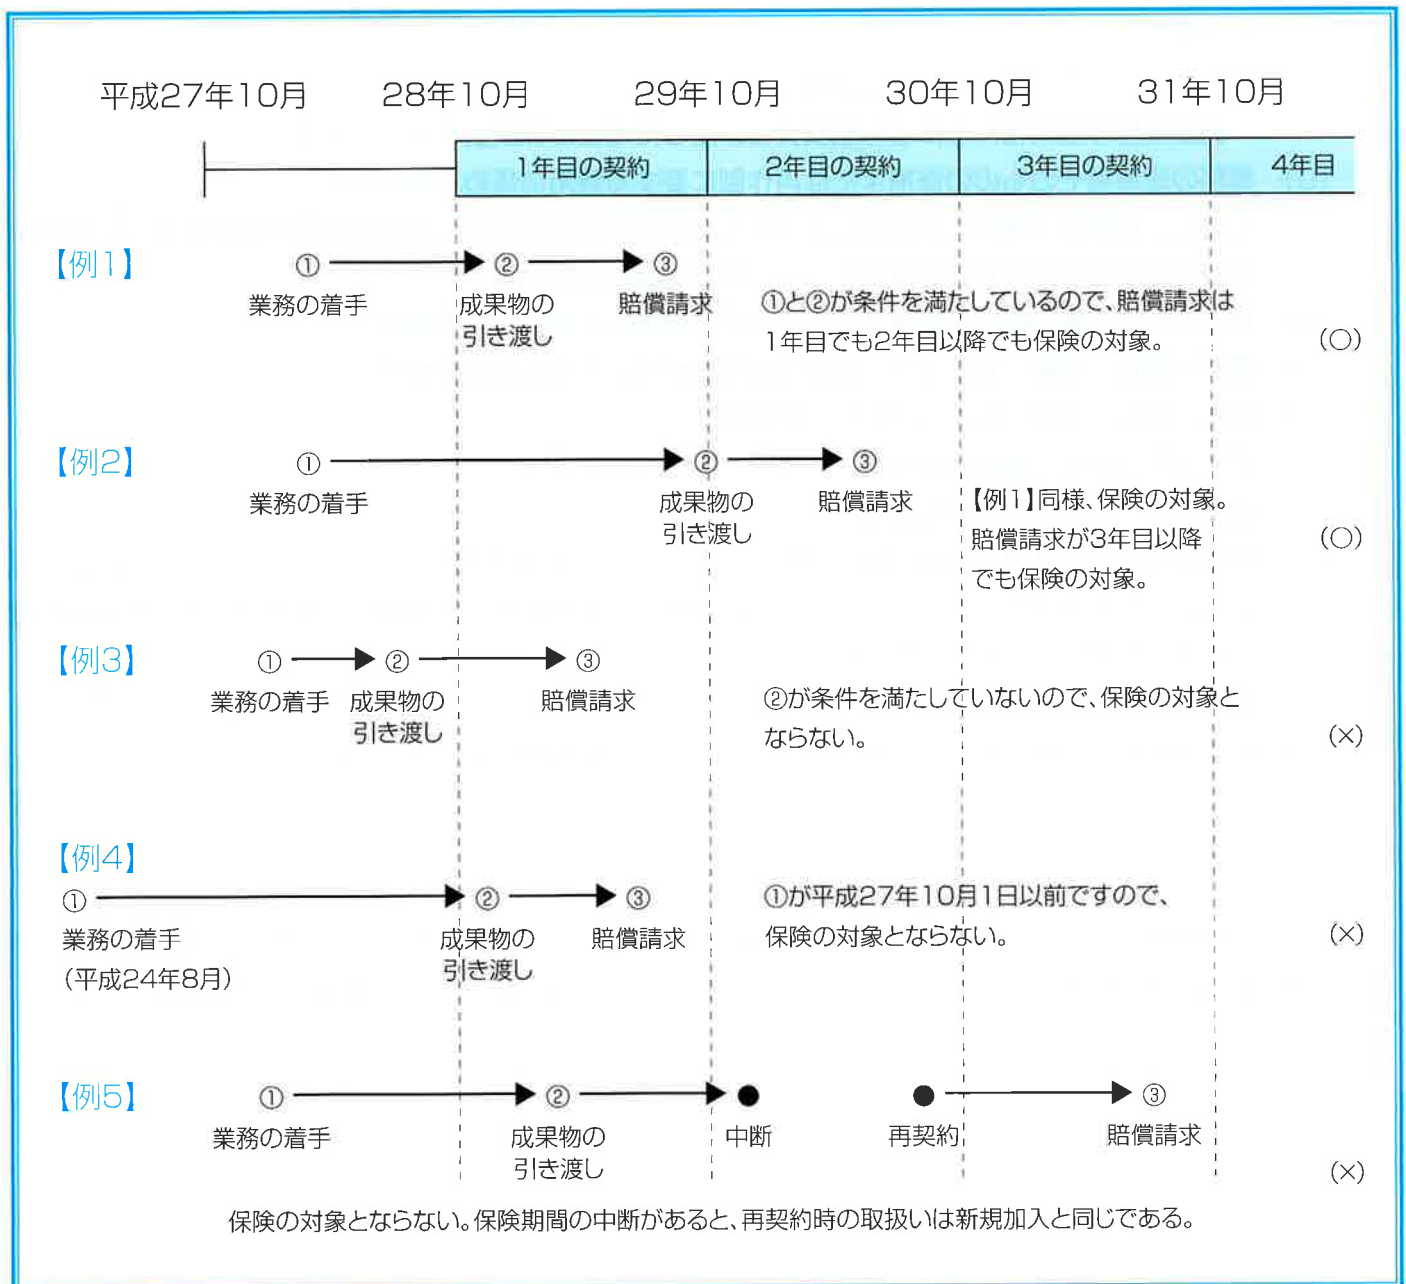 平成27年10月 28年10月 29年10月 30年10月 31年10月
1年目の契約 2年目の契約 3年目の契約 4年目
【例1】
① ② ③
業務の着手 成果物の引き渡し 賠償請求
①と②が条件を満たしているので、賠償請求は
1年目でも2年目以降でも保険の対象。 (○)
【例2】
① ② ③
業務の着手 成果物の引き渡し 賠償請求
【例1】同様、保険の対象。
賠償請求が3年目以降 (○)
でも保険の対象。
【例3】
① ② ③
業務の着手 成果物の引き渡し 賠償請求
②が条件を満たしていないので、保険の対象と
ならない。 (×)
【例4】
① ② ③
業務の着手 成果物の引き渡し 賠償請求
(平成24年8月)
①が平成27年10月1日以前ですので、
保険の対象とならない。 (×)
【例5】
① ② ● ● ③
業務の着手 成果物の引き渡し 中断 再契約 賠償請求
(×)
保険の対象とならない。保険期間の中断があると、再契約時の取扱いは新規加入と同じである。